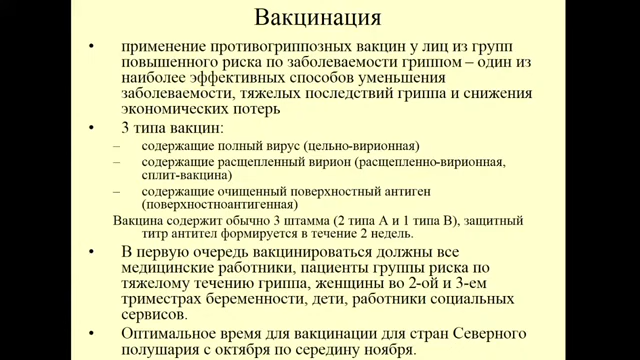 Вакцинация
• применение противогриппозных вакцин у лиц из групп
повышенного риска по заболеваемости гриппом – один из
наиболее эффективных способов уменьшения
заболеваемости, тяжелых последствий гриппа и снижения
экономических потерь
• 3 типа вакцин:
– содержащие полный вирус (цельно-вирионная)
– содержащие расщепленный вирион (расщепленно-вирионная,
сплит-вакцина)
– содержащие очищенный поверхностный антиген
(поверхностноантигенная)
Вакцина содержит обычно 3 штамма (2 типа А и 1 типа В), защитный
титр антител формируется в течение 2 недель.
• В первую очередь вакцинироваться должны все
медицинские работники, пациенты группы риска по
тяжелому течению гриппа, женщины во 2-ой и 3-ем
триместрах беременности, дети, работники социальных
сервисов.
• Оптимальное время для вакцинации для стран Северного
полушария с октября по середину ноября.